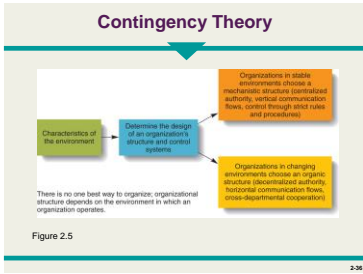 Contingency Theory
Characteristics of
the environment
Determine the design
of an organization's
structure and control
systems
Organizations in stable
environments choose a
mechanistic structure (centralized
authority, vertical communication
flows, control through strict rules
and procedures)
Organizations in changing
environments choose an organic
structure (decentralized authority,
horizontal communication flows,
cross-departmental cooperation)
There is no one best way to organize; organizational
structure depends on the environment in which an
organization operates.
Figure 2.5
2-36